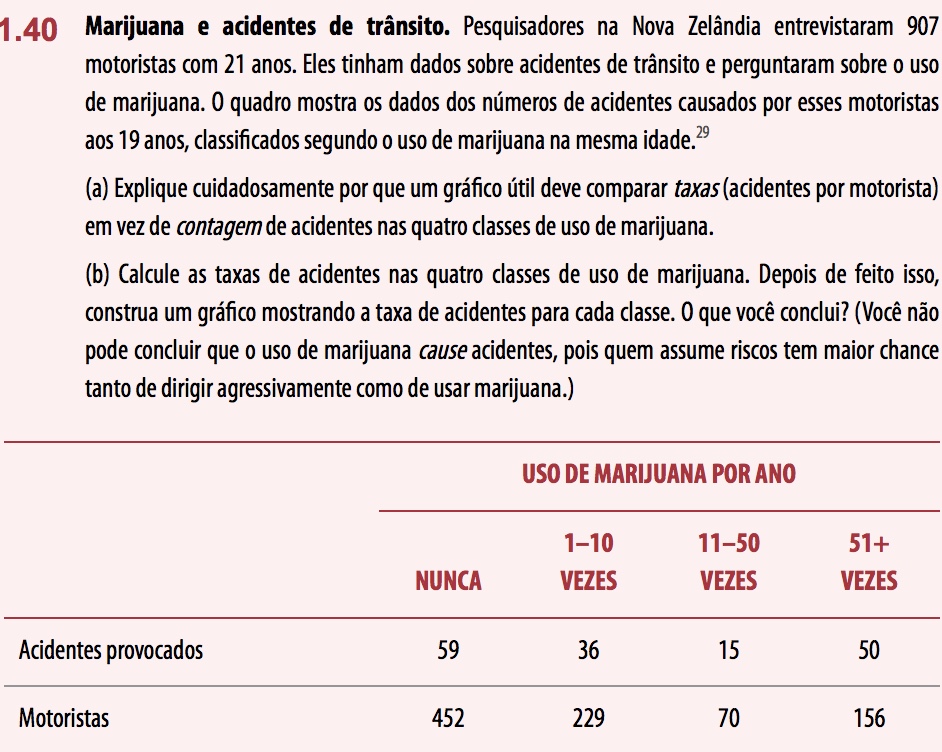 1.40 Marijuana e acidentes de trânsito. Pesquisadores na Nova Zelândia entrevistaram 907
motoristas com 21 anos. Eles tinham dados sobre acidentes de trânsito e perguntaram sobre o uso
de marijuana. O quadro mostra os dados dos números de acidentes causados por esses motoristas
aos 19 anos, classificados segundo o uso de marijuana na mesma idade.29
(a) Explique cuidadosamente por que um gráfico útil deve comparar taxas (acidentes por motorista)
em vez de contagem de acidentes nas quatro classes de uso de marijuana.
(b) Calcule as taxas de acidentes nas quatro classes de uso de marijuana. Depois de feito isso,
construa um gráfico mostrando a taxa de acidentes para cada classe. O que você conclui? (Você não
pode concluir que o uso de marijuana cause acidentes, pois quem assume riscos tem maior chance
tanto de dirigir agressivamente como de usar marijuana.)
USO DE MARIJUANA POR ANO
1–10 11–50 51+
NUNCA VEZES VEZES VEZES
Acidentes provocados 59 36 15 50
Motoristas 452 229 70 156